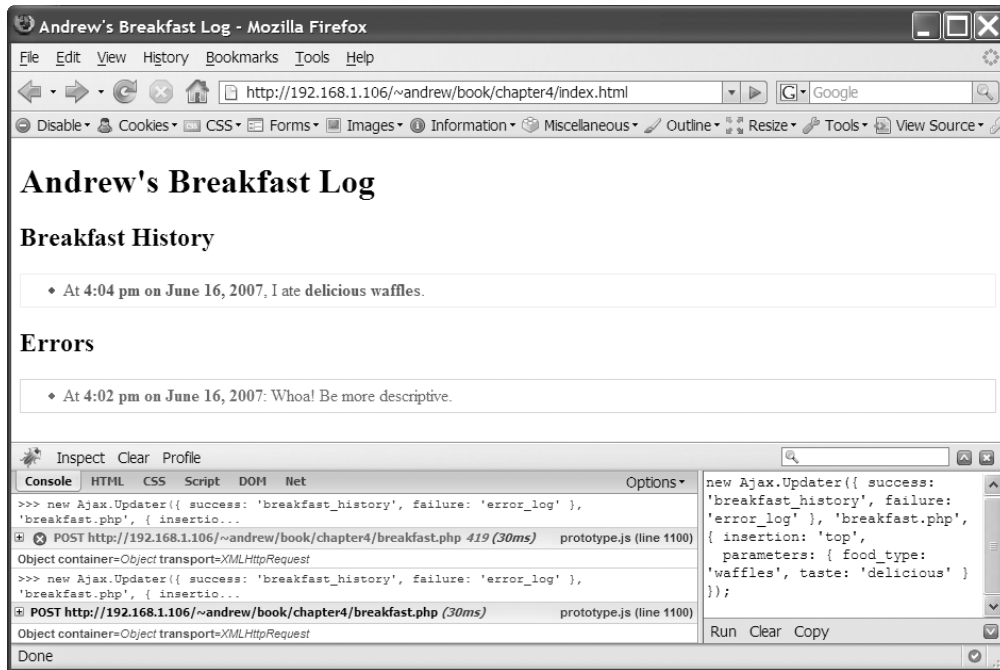 Andrew's Breakfast Log - Mozilla Firefox
File Edit View History Bookmarks Tools Help
http://192.168.1.106/~andrew/book/chapter4/index.html G Google
Disable Cookies CSS Forms Images Information Miscellaneous Outline Resize Tools View Source
Andrew's Breakfast Log
Breakfast History
• At 4:04 pm on June 16, 2007, I ate delicious waffles.
Errors
• At 4:02 pm on June 16, 2007: Whoa! Be more descriptive.
Inspect Clear Profile
Console HTML CSS Script DOM Net Options
>>> new Ajax.Updater({ success: 'breakfast_history', failure: 'error_log' },
'breakfast.php', { insertio...
POST http://192.168.1.106/~andrew/book/chapter4/breakfast.php 419 (30ms) prototype.js (line 1100)
Object container=Object transport=XMLHttpRequest
>>> new Ajax.Updater({ success: 'breakfast_history', failure: 'error_log' },
'breakfast.php', { insertio...
POST http://192.168.1.106/~andrew/book/chapter4/breakfast.php (30ms) prototype.js (line 1100)
Object container=Object transport=XMLHttpRequest
new Ajax.Updater({ success:
'breakfast_history', failure:
'error_log' }, 'breakfast.php',
{ insertion: 'top',
parameters: { food_type:
'waffles', taste: 'delicious' }
});
Run Clear Copy
Done